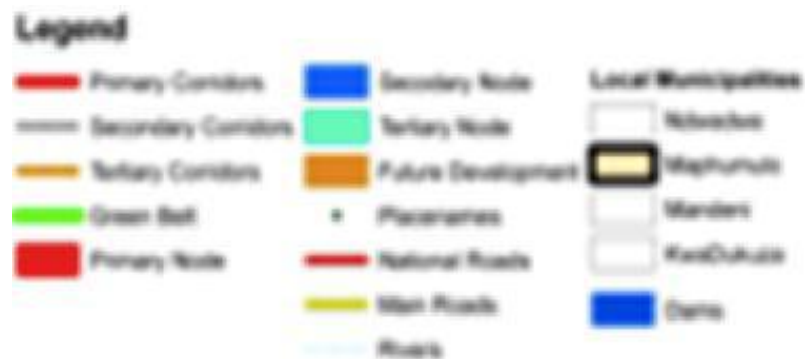 Legend
Primary Corridors
Secondary Corridors
Tertiary Corridors
Green Belt
Primary Node
Secodary Node
Tertiary Node
Future Development
Placenames
National Roads
Main Roads
Rivers
Local Municipalities
Ndwedwe
Maphumulo
Mandeni
KwaDukuza
Dams